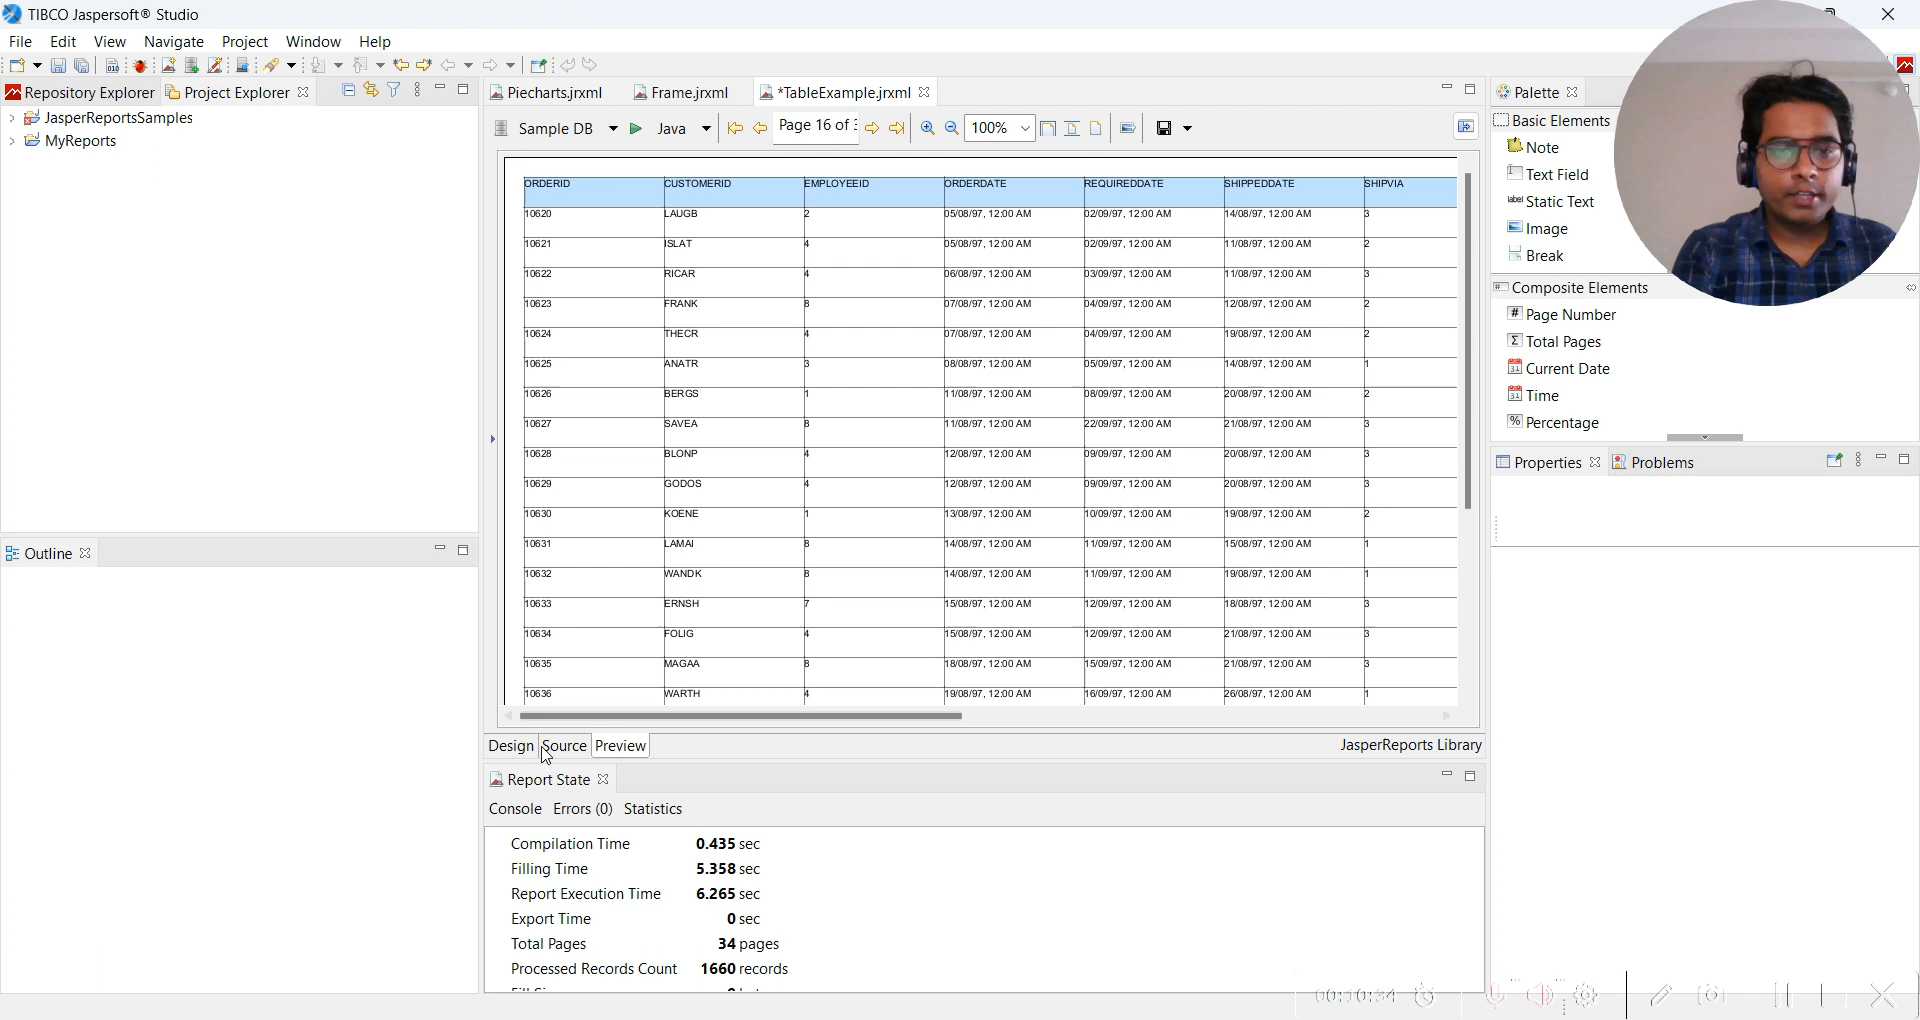 TIBCO Jaspersoft® Studio
File Edit View Navigate Project Window Help
Repository Explorer Project Explorer
JasperReportsSamples
MyReports
Outline
Piecharts.jrxml Frame.jrxml *TableExample.jrxml
Sample DB Java Page 16 of 100%
ORDERID CUSTOMERID EMPLOYEEID ORDERDATE REQUIREDDATE SHIPPEDDATE SHIPVIA
10620 LAUGB 2 05/08/97, 12:00 AM 02/09/97, 12:00 AM 14/08/97, 12:00 AM 3
10621 ISLAT 4 05/08/97, 12:00 AM 02/09/97, 12:00 AM 11/08/97, 12:00 AM 2
10622 RICAR 4 06/08/97, 12:00 AM 03/09/97, 12:00 AM 11/08/97, 12:00 AM 3
10623 FRANK 8 07/08/97, 12:00 AM 04/09/97, 12:00 AM 12/08/97, 12:00 AM 2
10624 THECR 4 07/08/97, 12:00 AM 04/09/97, 12:00 AM 19/08/97, 12:00 AM 2
10625 ANATR 3 08/08/97, 12:00 AM 05/09/97, 12:00 AM 14/08/97, 12:00 AM 1
10626 BERGS 1 11/08/97, 12:00 AM 08/09/97, 12:00 AM 20/08/97, 12:00 AM 2
10627 SAVEA 8 11/08/97, 12:00 AM 22/09/97, 12:00 AM 21/08/97, 12:00 AM 3
10628 BLONP 4 12/08/97, 12:00 AM 09/09/97, 12:00 AM 20/08/97, 12:00 AM 3
10629 GODOS 4 12/08/97, 12:00 AM 09/09/97, 12:00 AM 20/08/97, 12:00 AM 3
10630 KOENE 1 13/08/97, 12:00 AM 10/09/97, 12:00 AM 19/08/97, 12:00 AM 2
10631 LAMAI 8 14/08/97, 12:00 AM 11/09/97, 12:00 AM 15/08/97, 12:00 AM 1
10632 WANDK 8 14/08/97, 12:00 AM 11/09/97, 12:00 AM 19/08/97, 12:00 AM 1
10633 ERNSH 7 15/08/97, 12:00 AM 12/09/97, 12:00 AM 18/08/97, 12:00 AM 3
10634 FOLIG 4 15/08/97, 12:00 AM 12/09/97, 12:00 AM 21/08/97, 12:00 AM 3
10635 MAGAA 8 18/08/97, 12:00 AM 15/09/97, 12:00 AM 21/08/97, 12:00 AM 3
10636 WARTH 4 19/08/97, 12:00 AM 16/09/97, 12:00 AM 26/08/97, 12:00 AM 1
Design Source Preview JasperReports Library
Report State
Console Errors (0) Statistics
Compilation Time 0.435 sec
Filling Time 5.358 sec
Report Execution Time 6.265 sec
Export Time 0 sec
Total Pages 34 pages
Processed Records Count 1660 records
Palette
Basic Elements
Note
Text Field
Static Text
Image
Break
Composite Elements
Page Number
Total Pages
Current Date
Time
Percentage
Properties Problems
00:10:34